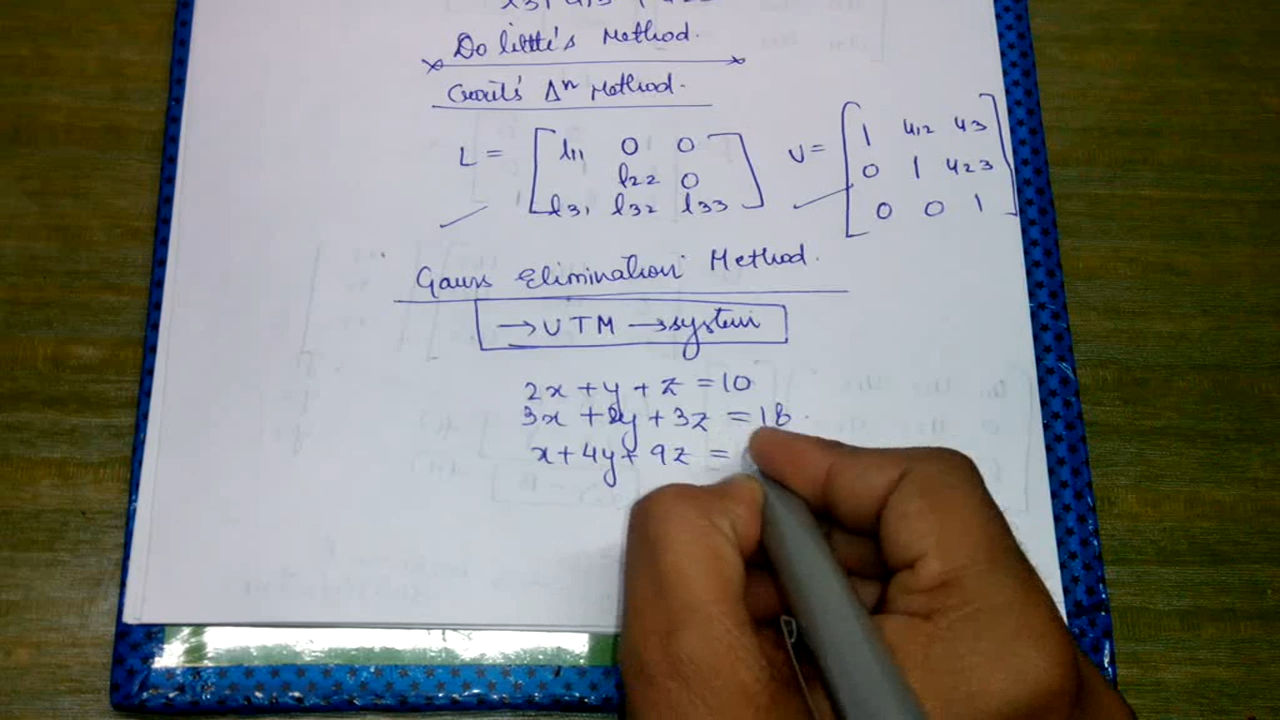 Do little's Method.
Crout's Δⁿ Method.
L = [ l11 0 0
l22 0
l31 l32 l33 ]
U = [ 1 u12 u3
0 1 u23
0 0 1 ]
Gauss Elimination Method.
→ UTM → system
2x + y + z = 10
3x + 2y + 3z = 18
x + 4y + 9z =